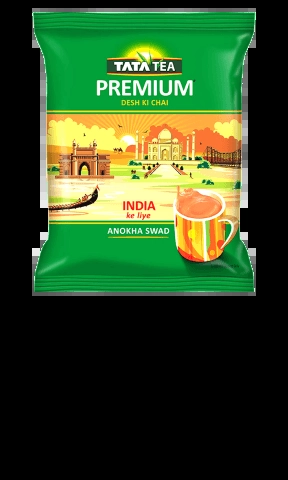 TATA TEA
PREMIUM
DESH KI CHAI
INDIA
ke liye
ANOKHA SWAD